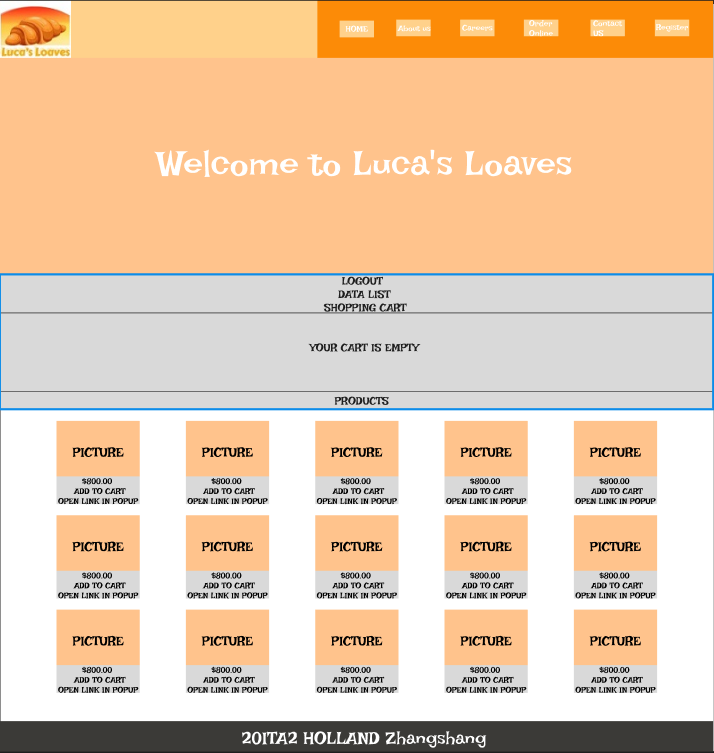 Luca's Loaves
HOME
About us
Careers
Order
Online
Contact
US
Register
Welcome to Luca's Loaves
LOGOUT
DATA LIST
SHOPPING CART
YOUR CART IS EMPTY
PRODUCTS
PICTURE PICTURE PICTURE PICTURE PICTURE
$800.00 $800.00 $800.00 $800.00 $800.00
ADD TO CART ADD TO CART ADD TO CART ADD TO CART ADD TO CART
OPEN LINK IN POPUP OPEN LINK IN POPUP OPEN LINK IN POPUP OPEN LINK IN POPUP OPEN LINK IN POPUP
PICTURE PICTURE PICTURE PICTURE PICTURE
$800.00 $800.00 $800.00 $800.00 $800.00
ADD TO CART ADD TO CART ADD TO CART ADD TO CART ADD TO CART
OPEN LINK IN POPUP OPEN LINK IN POPUP OPEN LINK IN POPUP OPEN LINK IN POPUP OPEN LINK IN POPUP
PICTURE PICTURE PICTURE PICTURE PICTURE
$800.00 $800.00 $800.00 $800.00 $800.00
ADD TO CART ADD TO CART ADD TO CART ADD TO CART ADD TO CART
OPEN LINK IN POPUP OPEN LINK IN POPUP OPEN LINK IN POPUP OPEN LINK IN POPUP OPEN LINK IN POPUP
20ITA2 HOLLAND Zhangshang